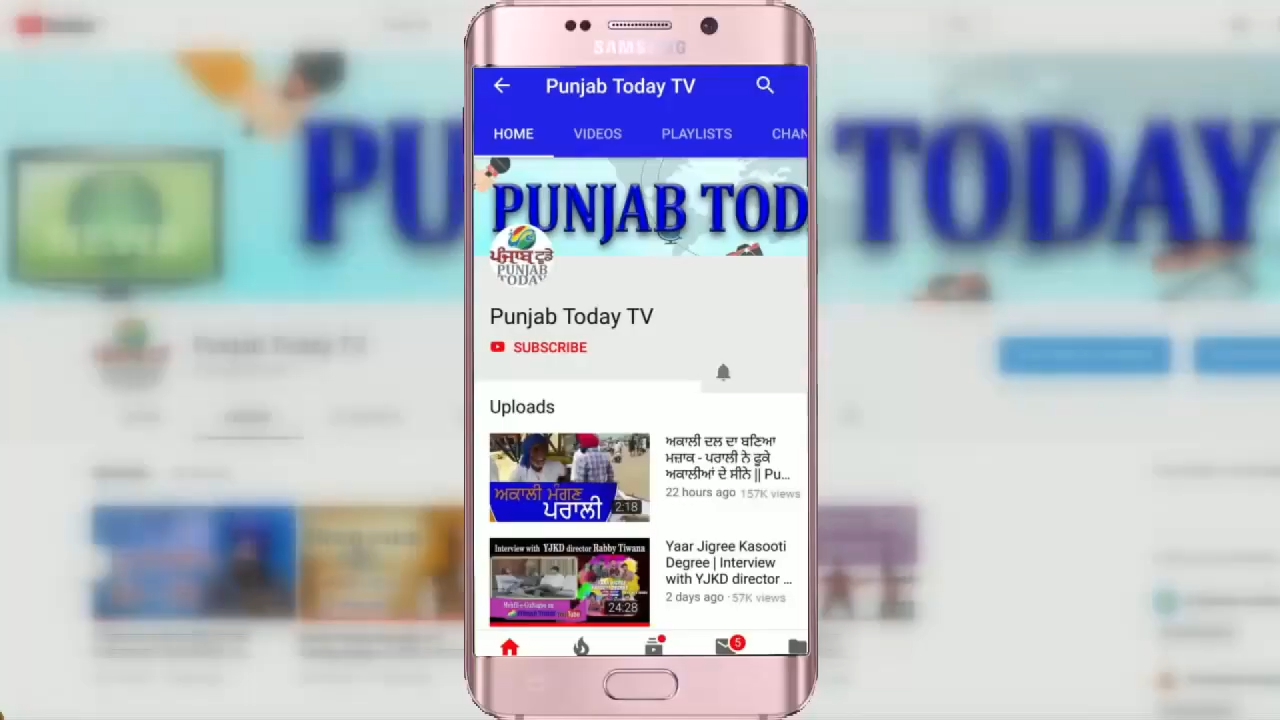 SAMSUNG
Punjab Today TV
HOME VIDEOS PLAYLISTS CHAN
PUNJAB TOD
ਪੰਜਾਬ ਟੂਡੇ
PUNJAB
TODAY
PU
TODAY
Punjab Today TV
SUBSCRIBE
Uploads
ਅਕਾਲੀ ਮੰਗਣ
ਪਰਾਲੀ
2:18
ਅਕਾਲੀ ਦਲ ਦਾ ਬਣਿਆ
ਮਜ਼ਾਕ - ਪਰਾਲੀ ਨੇ ਫੂਕੇ
ਅਕਾਲੀਆਂ ਦੇ ਸੀਨੇ || Pu...
22 hours ago 157K views
Interview with YJKD director Rabby Tiwana
24:28
Yaar Jigree Kasooti
Degree | Interview
with YJKD director ...
2 days ago · 57K views
5